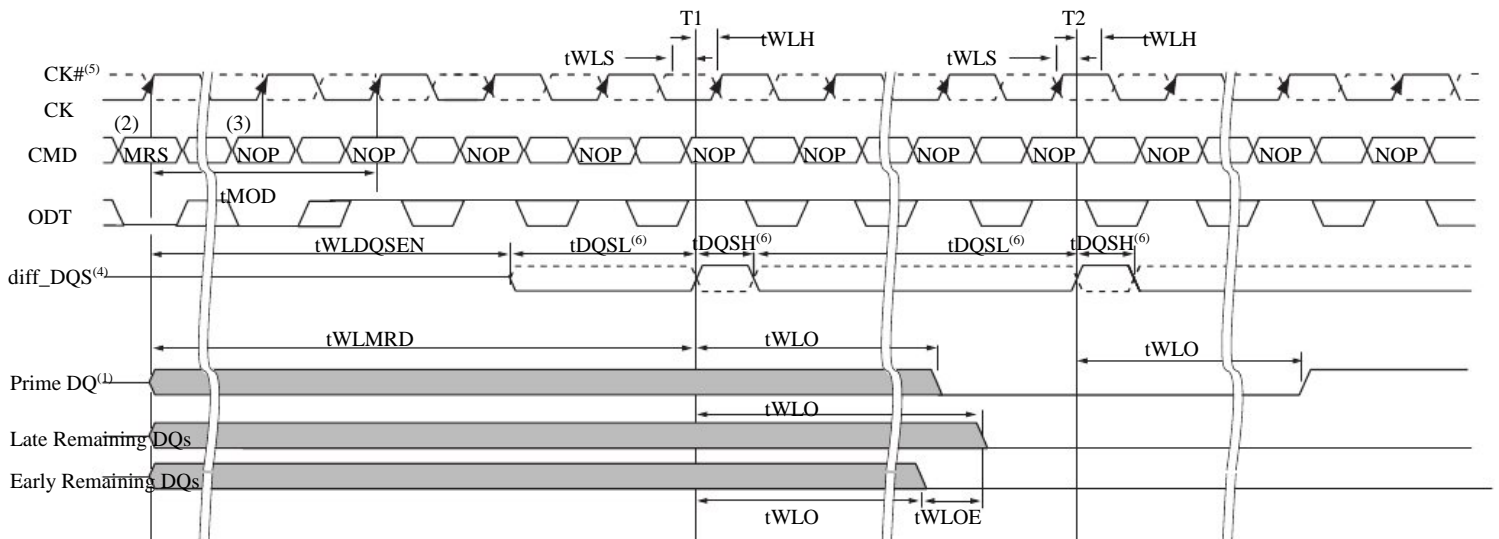 T1 T2
tWLH tWLH
tWLS tWLS
CK#(5)
CK
(2) (3)
CMD MRS NOP NOP NOP NOP NOP NOP NOP NOP NOP NOP NOP
tMOD
ODT
tWLDQSEN tDQSL(6) tDQSH(6) tDQSL(6) tDQSH(6)
diff_DQS(4)
tWLMRD tWLO tWLO
Prime DQ(1)
tWLO
Late Remaining DQs
Early Remaining DQs
tWLO tWLOE